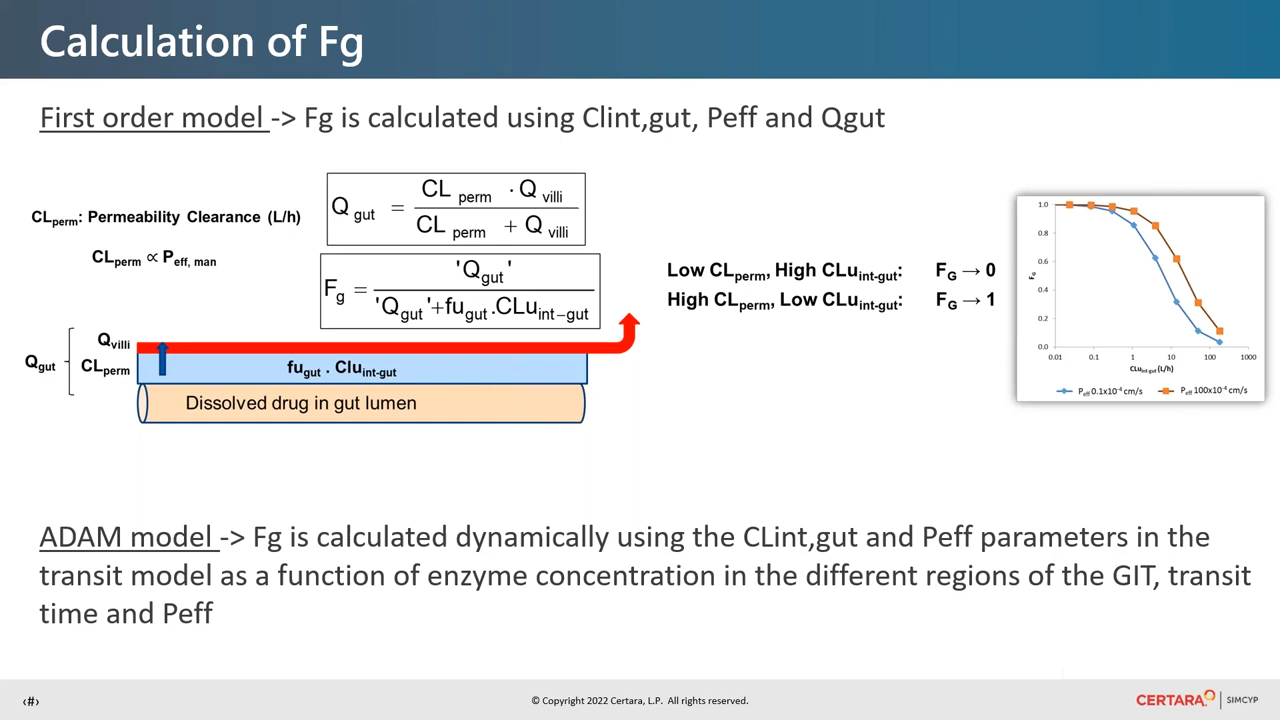 Calculation of Fg
First order model -> Fg is calculated using Clint,gut, Peff and Qgut
CLperm: Permeability Clearance (L/h)
CLperm ∝ Peff, man
Q gut = CL perm · Q villi / CL perm + Q villi
Fg = 'Qgut' / 'Qgut'+fugut.CLuint–gut
Low CLperm, High CLuint-gut: FG → 0
High CLperm, Low CLuint-gut: FG → 1
Qgut
Qvilli
CLperm
fugut . Cluint-gut
Dissolved drug in gut lumen
FG
1.0
0.8
0.6
0.4
0.2
0.0
0.01 0.1 1 10 100 1000
CLuint-gut (L/h)
Peff 0.1x10-4 cm/s Peff 100x10-4 cm/s
ADAM model -> Fg is calculated dynamically using the CLint,gut and Peff parameters in the
transit model as a function of enzyme concentration in the different regions of the GIT, transit
time and Peff
‹#›
© Copyright 2022 Certara, L.P. All rights reserved.
CERTARA | SIMCYP